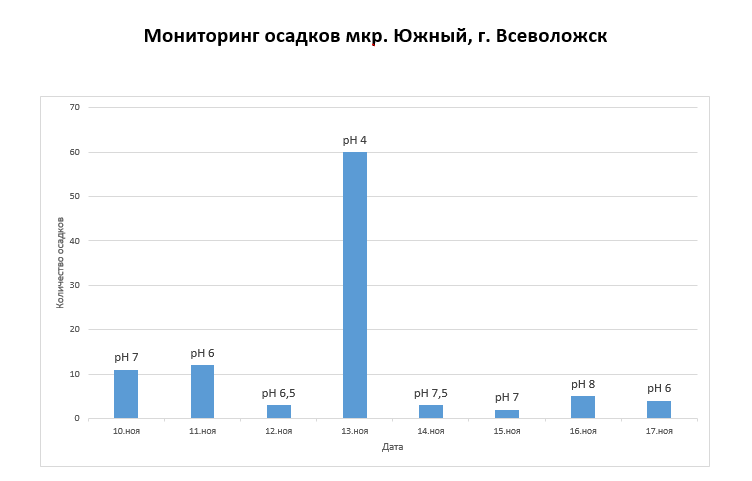 Мониторинг осадков мкр. Южный, г. Всеволожск
70
60
50
40
30
20
10
0
Количество осадков
pH 7
pH 6
pH 6,5
pH 4
pH 7,5
pH 7
pH 8
pH 6
10.ноя
11.ноя
12.ноя
13.ноя
14.ноя
15.ноя
16.ноя
17.ноя
Дата